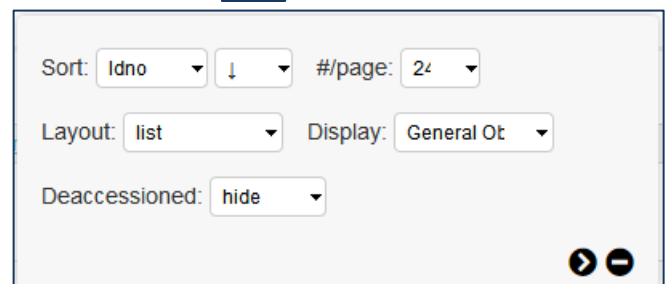 Sort: Idno ↓ #/page: 24
Layout: list Display: General Ob
Deaccessioned: hide